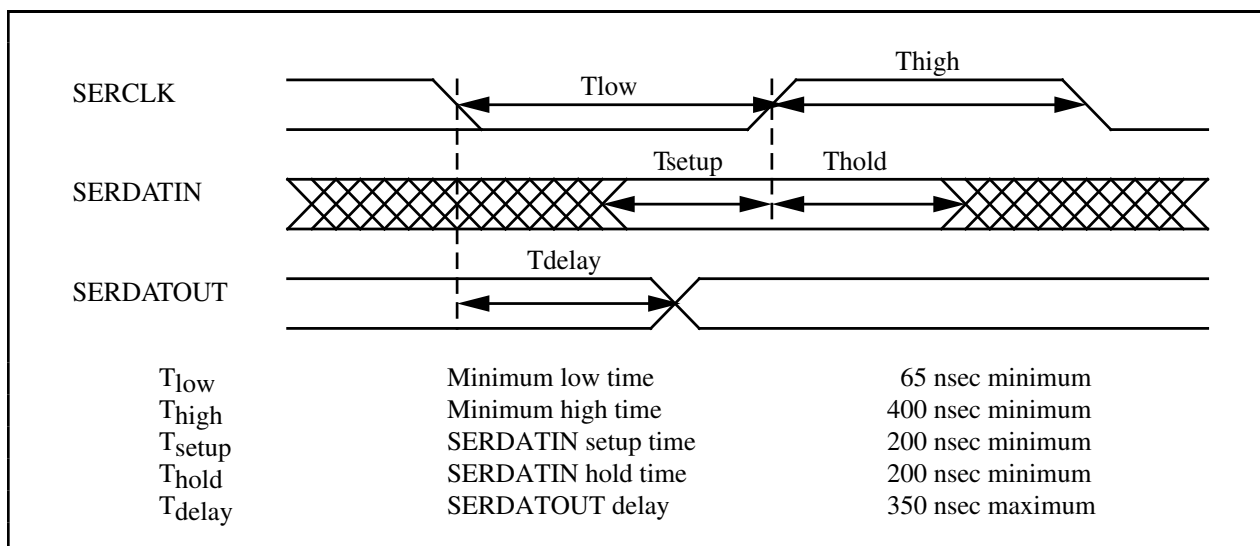 Thigh
SERCLK
Tlow
Tsetup
Thold
SERDATIN
Tdelay
SERDATOUT
Tlow Minimum low time 65 nsec minimum
Thigh Minimum high time 400 nsec minimum
Tsetup SERDATIN setup time 200 nsec minimum
Thold SERDATIN hold time 200 nsec minimum
Tdelay SERDATOUT delay 350 nsec maximum